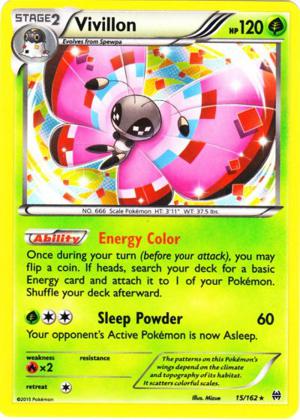 STAGE2
Vivillon
HP120
Evolves from Spewpa
NO. 666 Scale Pokémon HT: 3'11" WT: 37.5 lbs.
Ability Energy Color
Once during your turn (before your attack), you may
flip a coin. If heads, search your deck for a basic
Energy card and attach it to 1 of your Pokémon.
Shuffle your deck afterward.
Sleep Powder 60
Your opponent's Active Pokémon is now Asleep.
weakness resistance
×2
retreat
The patterns on this Pokémon's
wings depend on the climate
and topography of its habitat.
It scatters colorful scales.
©2015 Pokémon
Illus. Mizue
15/162 ★